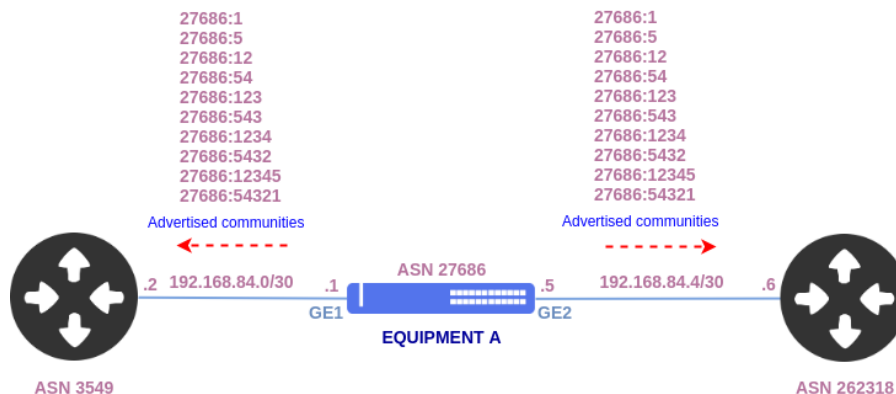 27686:1
27686:5
27686:12
27686:54
27686:123
27686:543
27686:1234
27686:5432
27686:12345
27686:54321
Advertised communities
27686:1
27686:5
27686:12
27686:54
27686:123
27686:543
27686:1234
27686:5432
27686:12345
27686:54321
Advertised communities
.2 192.168.84.0/30 .1
ASN 27686
.5 192.168.84.4/30 .6
GE1
GE2
EQUIPMENT A
ASN 3549
ASN 262318